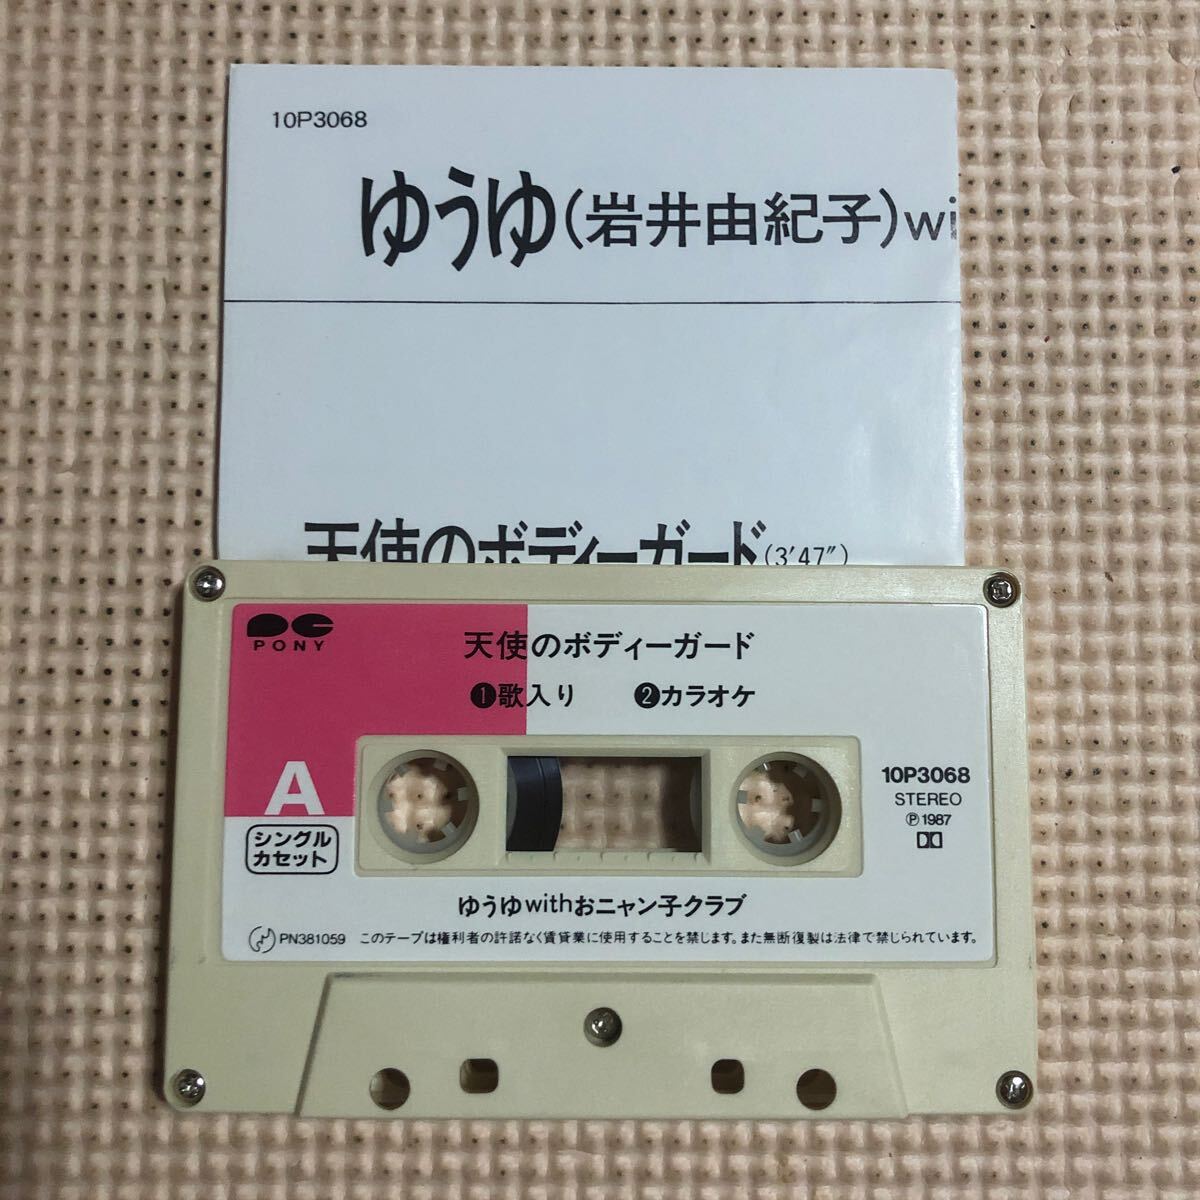 10P3068
ゆうゆ(岩井由紀子)wi
天使のボディーガード(3'47")
PONY
天使のボディーガード
❶歌入り ❷カラオケ
A
シングル
カセット
10P3068
STEREO
Ⓟ1987
ゆうゆwithおニャン子クラブ
PN381059 このテープは権利者の許諾なく賃貸業に使用することを禁じます。また無断復製は法律で禁じられています。